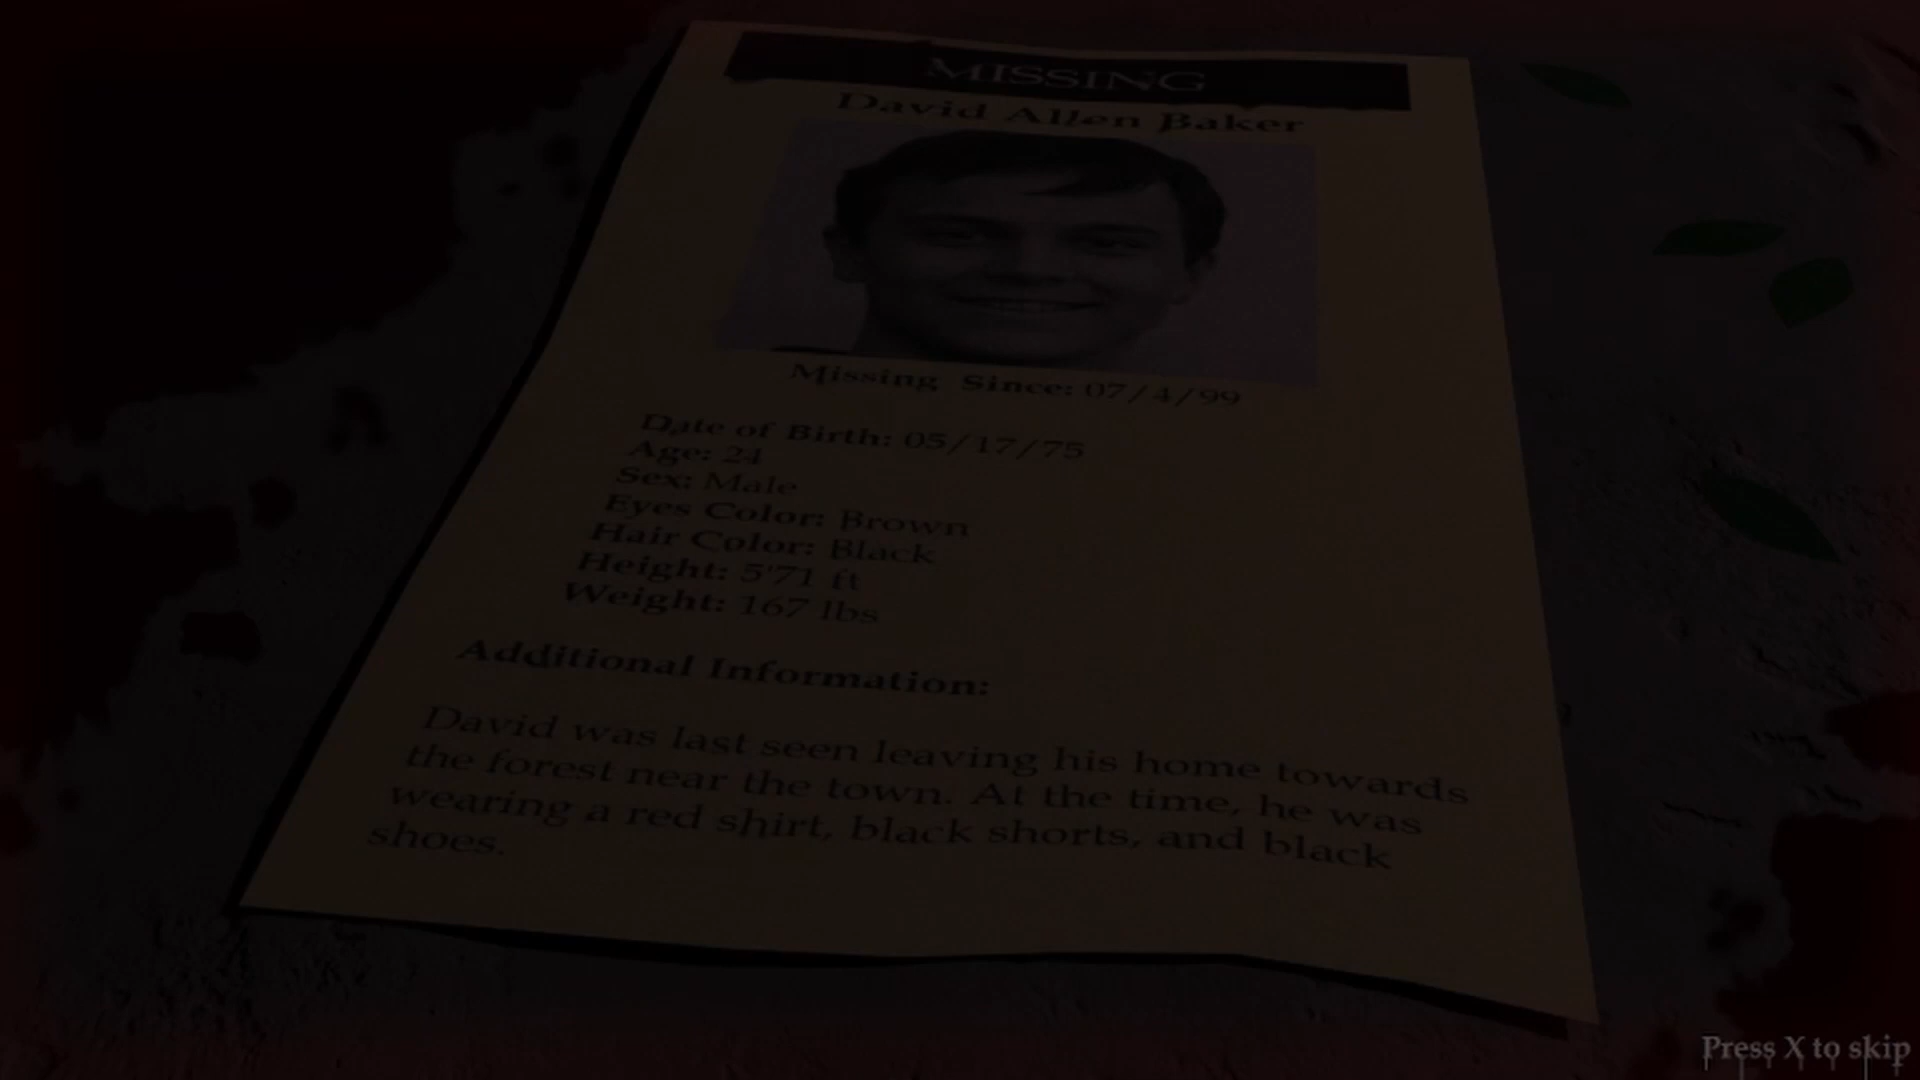 MISSING
David Allen Baker
Missing Since: 07/4/99
Date of Birth: 05/17/75
Age: 24
Sex: Male
Eyes Color: Brown
Hair Color: Black
Height: 5'71 ft
Weight: 167 lbs
Additional Information:
David was last seen leaving his home towards
the forest near the town. At the time, he was
wearing a red shirt, black shorts, and black
shoes.
Press X to skip